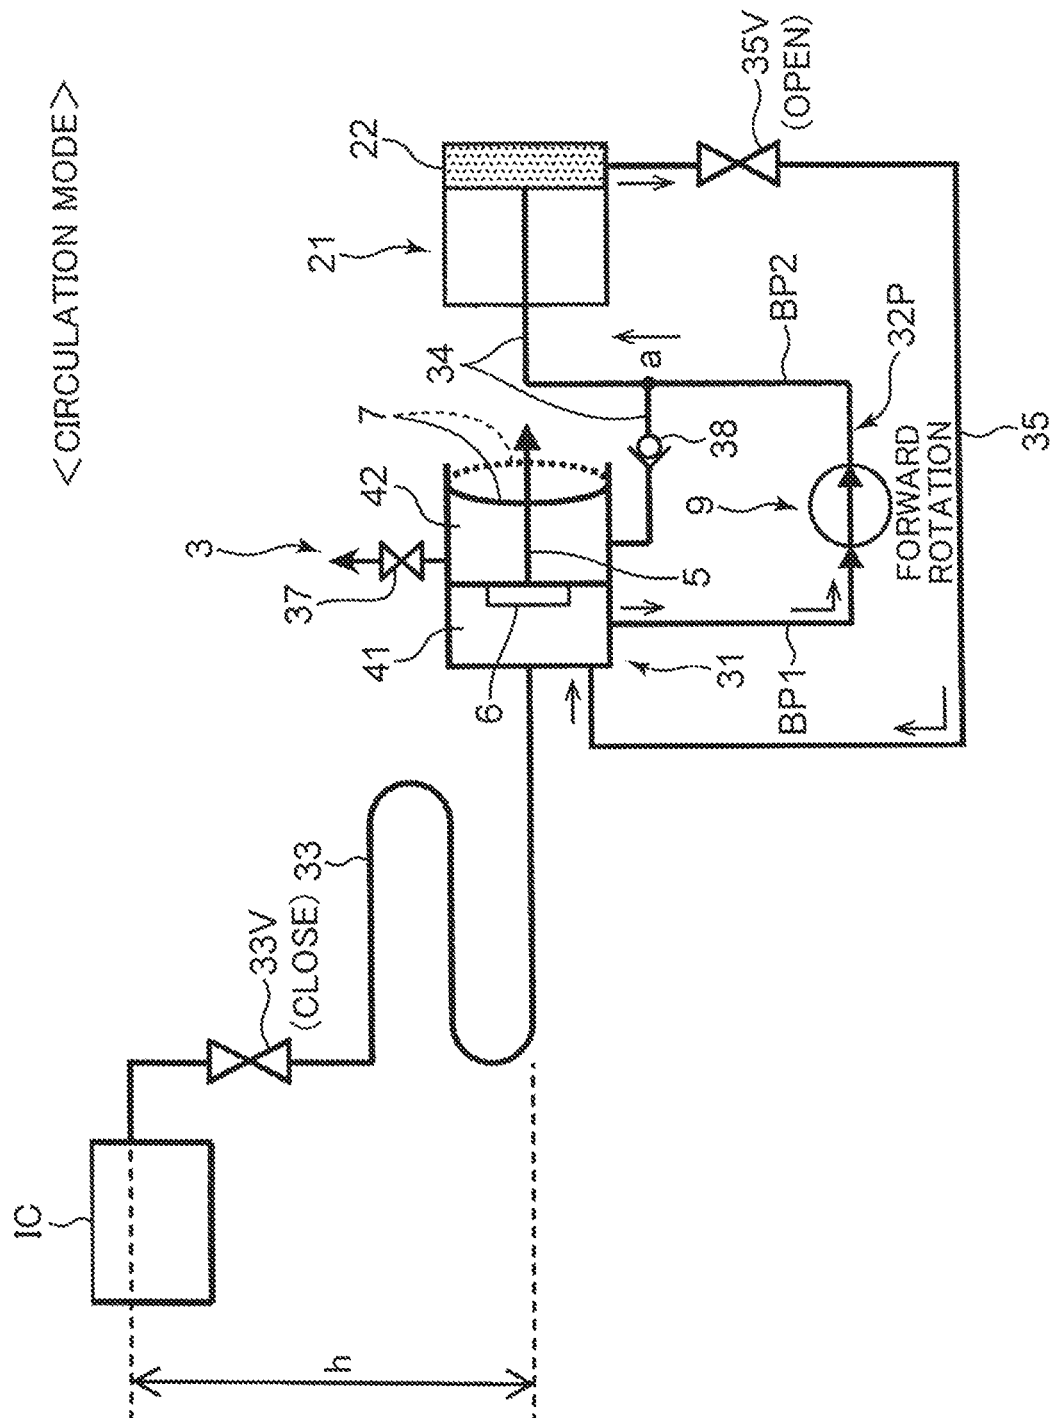 <CIRCULATION MODE>
IC
33V
(CLOSE)
33
h
3
37
41
42
7
6
5
31
34
a
38
21
22
35V
(OPEN)
BP1
BP2
9
32P
FORWARD
ROTATION
35